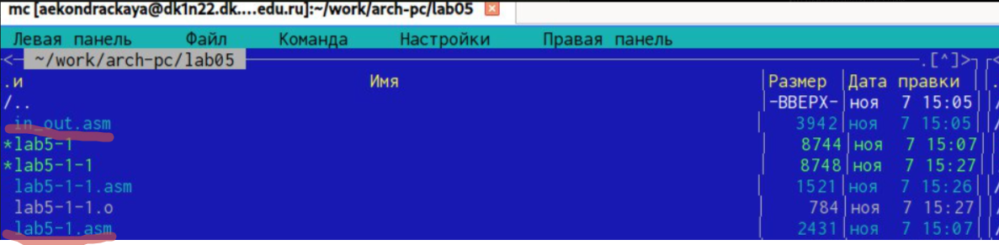 mc [aekondrackaya@dk1n22.dk....edu.ru]:~/work/arch-pc/lab05
Левая панель Файл Команда Настройки Правая панель
<— ~/work/arch-pc/lab05 .[^]>
.и Имя Размер Дата правки
/.. -ВВЕРХ- ноя 7 15:05
in_out.asm 3942 ноя 7 15:05
*lab5-1 8744 ноя 7 15:07
*lab5-1-1 8748 ноя 7 15:27
lab5-1-1.asm 1521 ноя 7 15:26
lab5-1-1.o 784 ноя 7 15:27
lab5-1.asm 2431 ноя 7 15:07